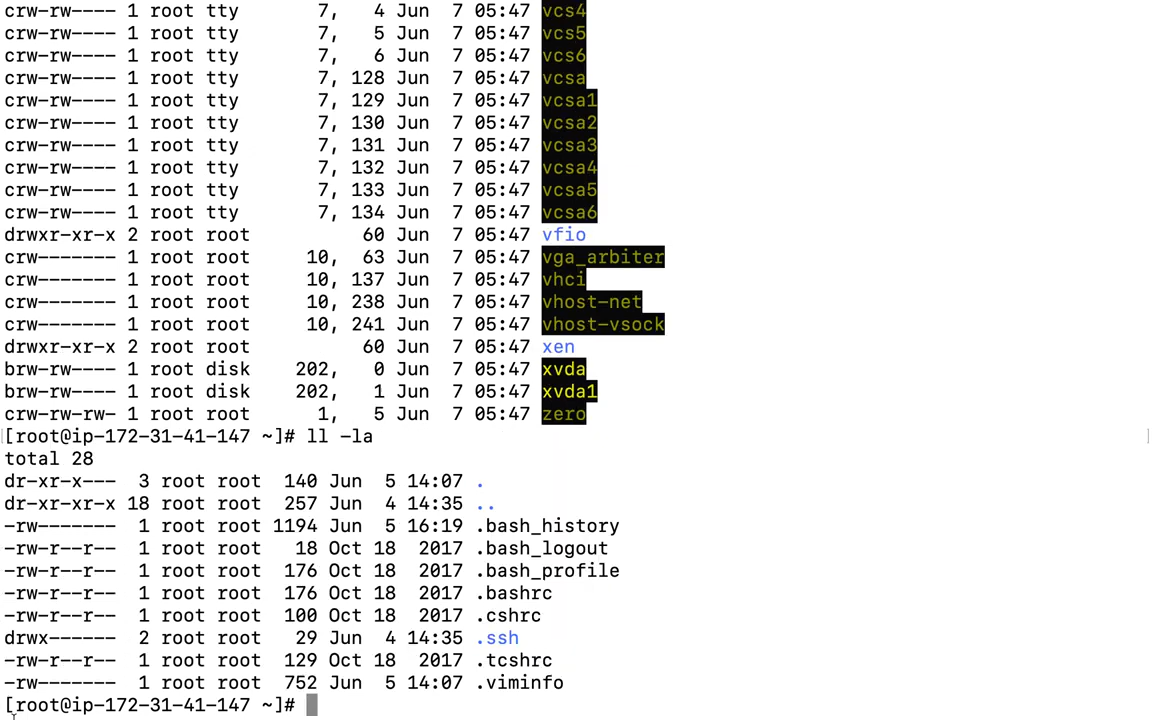 crw-rw---- 1 root tty       7,   4 Jun  7 05:47 vcs4
crw-rw---- 1 root tty       7,   5 Jun  7 05:47 vcs5
crw-rw---- 1 root tty       7,   6 Jun  7 05:47 vcs6
crw-rw---- 1 root tty       7, 128 Jun  7 05:47 vcsa
crw-rw---- 1 root tty       7, 129 Jun  7 05:47 vcsa1
crw-rw---- 1 root tty       7, 130 Jun  7 05:47 vcsa2
crw-rw---- 1 root tty       7, 131 Jun  7 05:47 vcsa3
crw-rw---- 1 root tty       7, 132 Jun  7 05:47 vcsa4
crw-rw---- 1 root tty       7, 133 Jun  7 05:47 vcsa5
crw-rw---- 1 root tty       7, 134 Jun  7 05:47 vcsa6
drwxr-xr-x 2 root root          60 Jun  7 05:47 vfio
crw------- 1 root root     10,  63 Jun  7 05:47 vga_arbiter
crw------- 1 root root     10, 137 Jun  7 05:47 vhci
crw------- 1 root root     10, 238 Jun  7 05:47 vhost-net
crw------- 1 root root     10, 241 Jun  7 05:47 vhost-vsock
drwxr-xr-x 2 root root          60 Jun  7 05:47 xen
brw-rw---- 1 root disk    202,   0 Jun  7 05:47 xvda
brw-rw---- 1 root disk    202,   1 Jun  7 05:47 xvda1
crw-rw-rw- 1 root root      1,   5 Jun  7 05:47 zero
[root@ip-172-31-41-147 ~]# ll -la
total 28
dr-xr-x---  3 root root  140 Jun  5 14:07 .
dr-xr-xr-x 18 root root  257 Jun  4 14:35 ..
-rw-------  1 root root 1194 Jun  5 16:19 .bash_history
-rw-r--r--  1 root root   18 Oct 18  2017 .bash_logout
-rw-r--r--  1 root root  176 Oct 18  2017 .bash_profile
-rw-r--r--  1 root root  176 Oct 18  2017 .bashrc
-rw-r--r--  1 root root  100 Oct 18  2017 .cshrc
drwx------  2 root root   29 Jun  4 14:35 .ssh
-rw-r--r--  1 root root  129 Oct 18  2017 .tcshrc
-rw-------  1 root root  752 Jun  5 14:07 .viminfo
[root@ip-172-31-41-147 ~]#